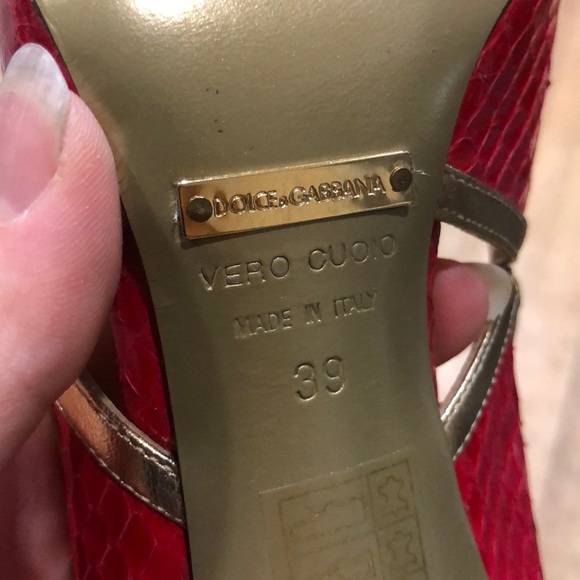 DOLCE&GABBANA
VERO CUOIO
MADE IN ITALY
39